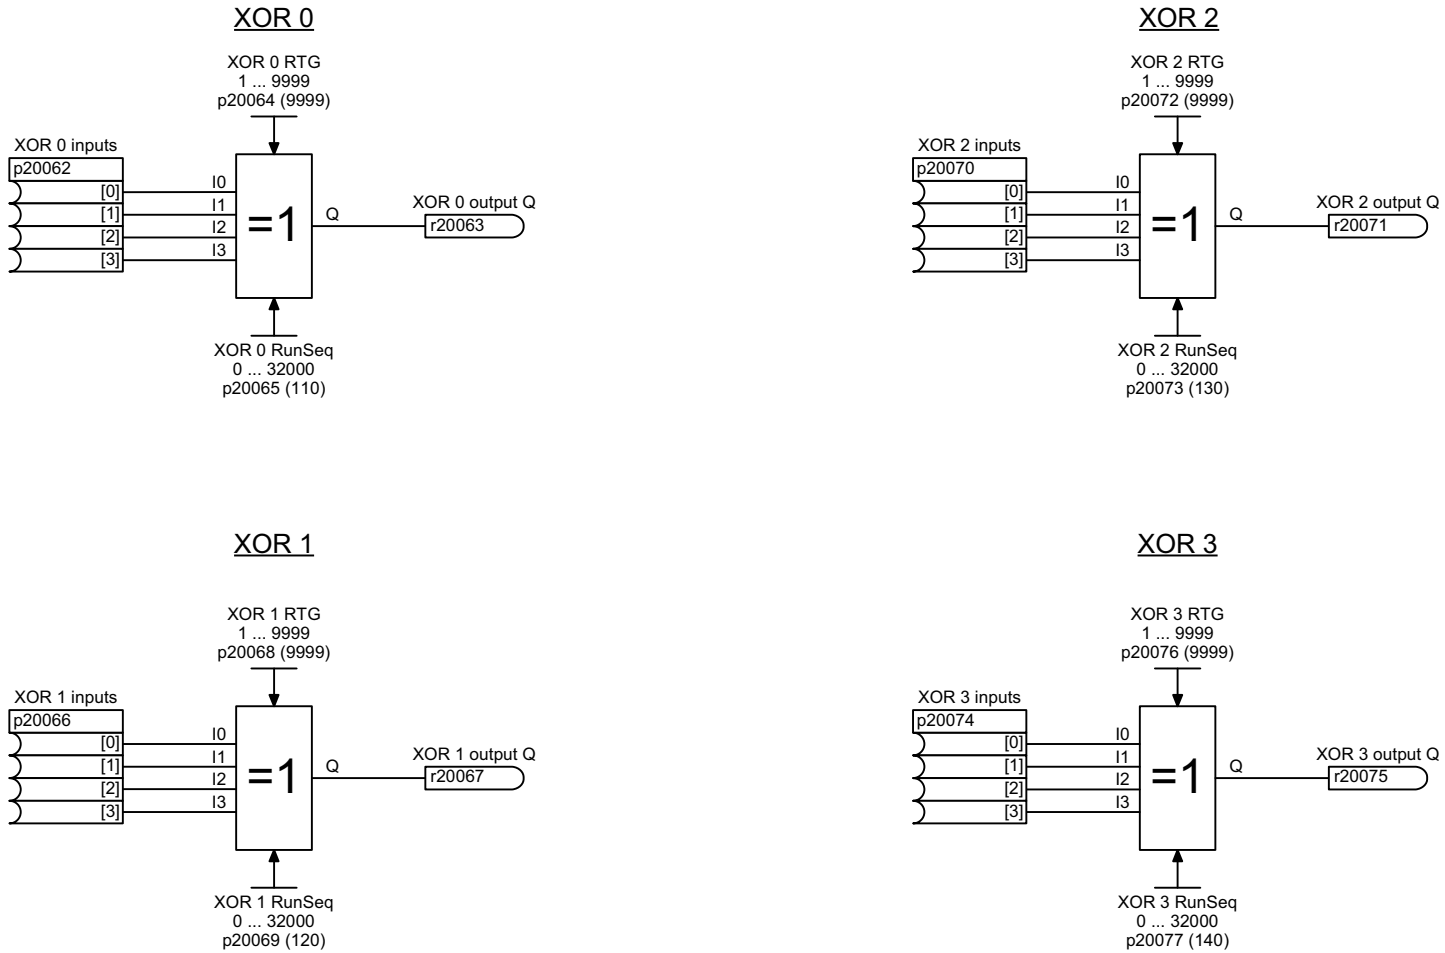 XOR 0
XOR 0 RTG
1 ... 9999
p20064 (9999)
XOR 0 inputs
p20062
[0]
[1]
[2]
[3]
I0
I1
I2
I3
=1
Q
XOR 0 output Q
r20063
XOR 0 RunSeq
0 ... 32000
p20065 (110)
XOR 2
XOR 2 RTG
1 ... 9999
p20072 (9999)
XOR 2 inputs
p20070
[0]
[1]
[2]
[3]
I0
I1
I2
I3
=1
Q
XOR 2 output Q
r20071
XOR 2 RunSeq
0 ... 32000
p20073 (130)
XOR 1
XOR 1 RTG
1 ... 9999
p20068 (9999)
XOR 1 inputs
p20066
[0]
[1]
[2]
[3]
I0
I1
I2
I3
=1
Q
XOR 1 output Q
r20067
XOR 1 RunSeq
0 ... 32000
p20069 (120)
XOR 3
XOR 3 RTG
1 ... 9999
p20076 (9999)
XOR 3 inputs
p20074
[0]
[1]
[2]
[3]
I0
I1
I2
I3
=1
Q
XOR 3 output Q
r20075
XOR 3 RunSeq
0 ... 32000
p20077 (140)